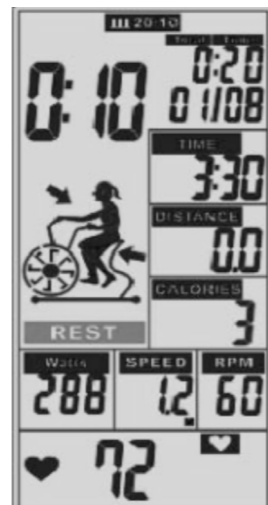 20:10
0:10
0:20
01/08
TIME
3:30
DISTANCE
0.0
CALORIES
3
REST
Watts SPEED RPM
288 1.2 60
72